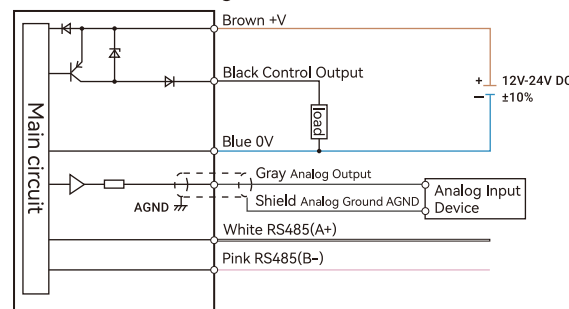 Brown +V
Black Control Output
+ 12V-24V DC
– ±10%
load
Main circuit
Blue 0V
Gray Analog Output
Analog Input
Device
Shield Analog Ground AGND
AGND
White RS485(A+)
Pink RS485(B-)